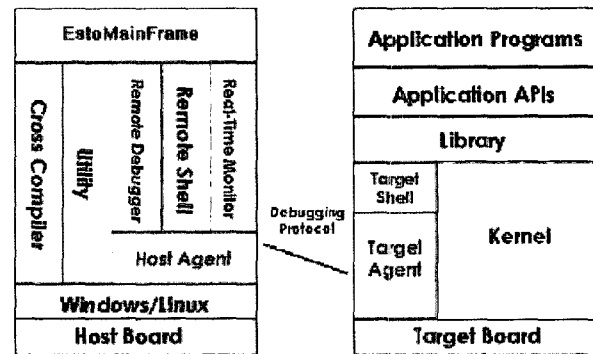 EstoMainFrame
Cross Compiler
Utility
Remote Debugger
Remote Shell
Real-Time Monitor
Host Agent
Windows/Linux
Host Board
Debugging
Protocol
Application Programs
Application APIs
Library
Target
Shell
Target
Agent
Kernel
Target Board